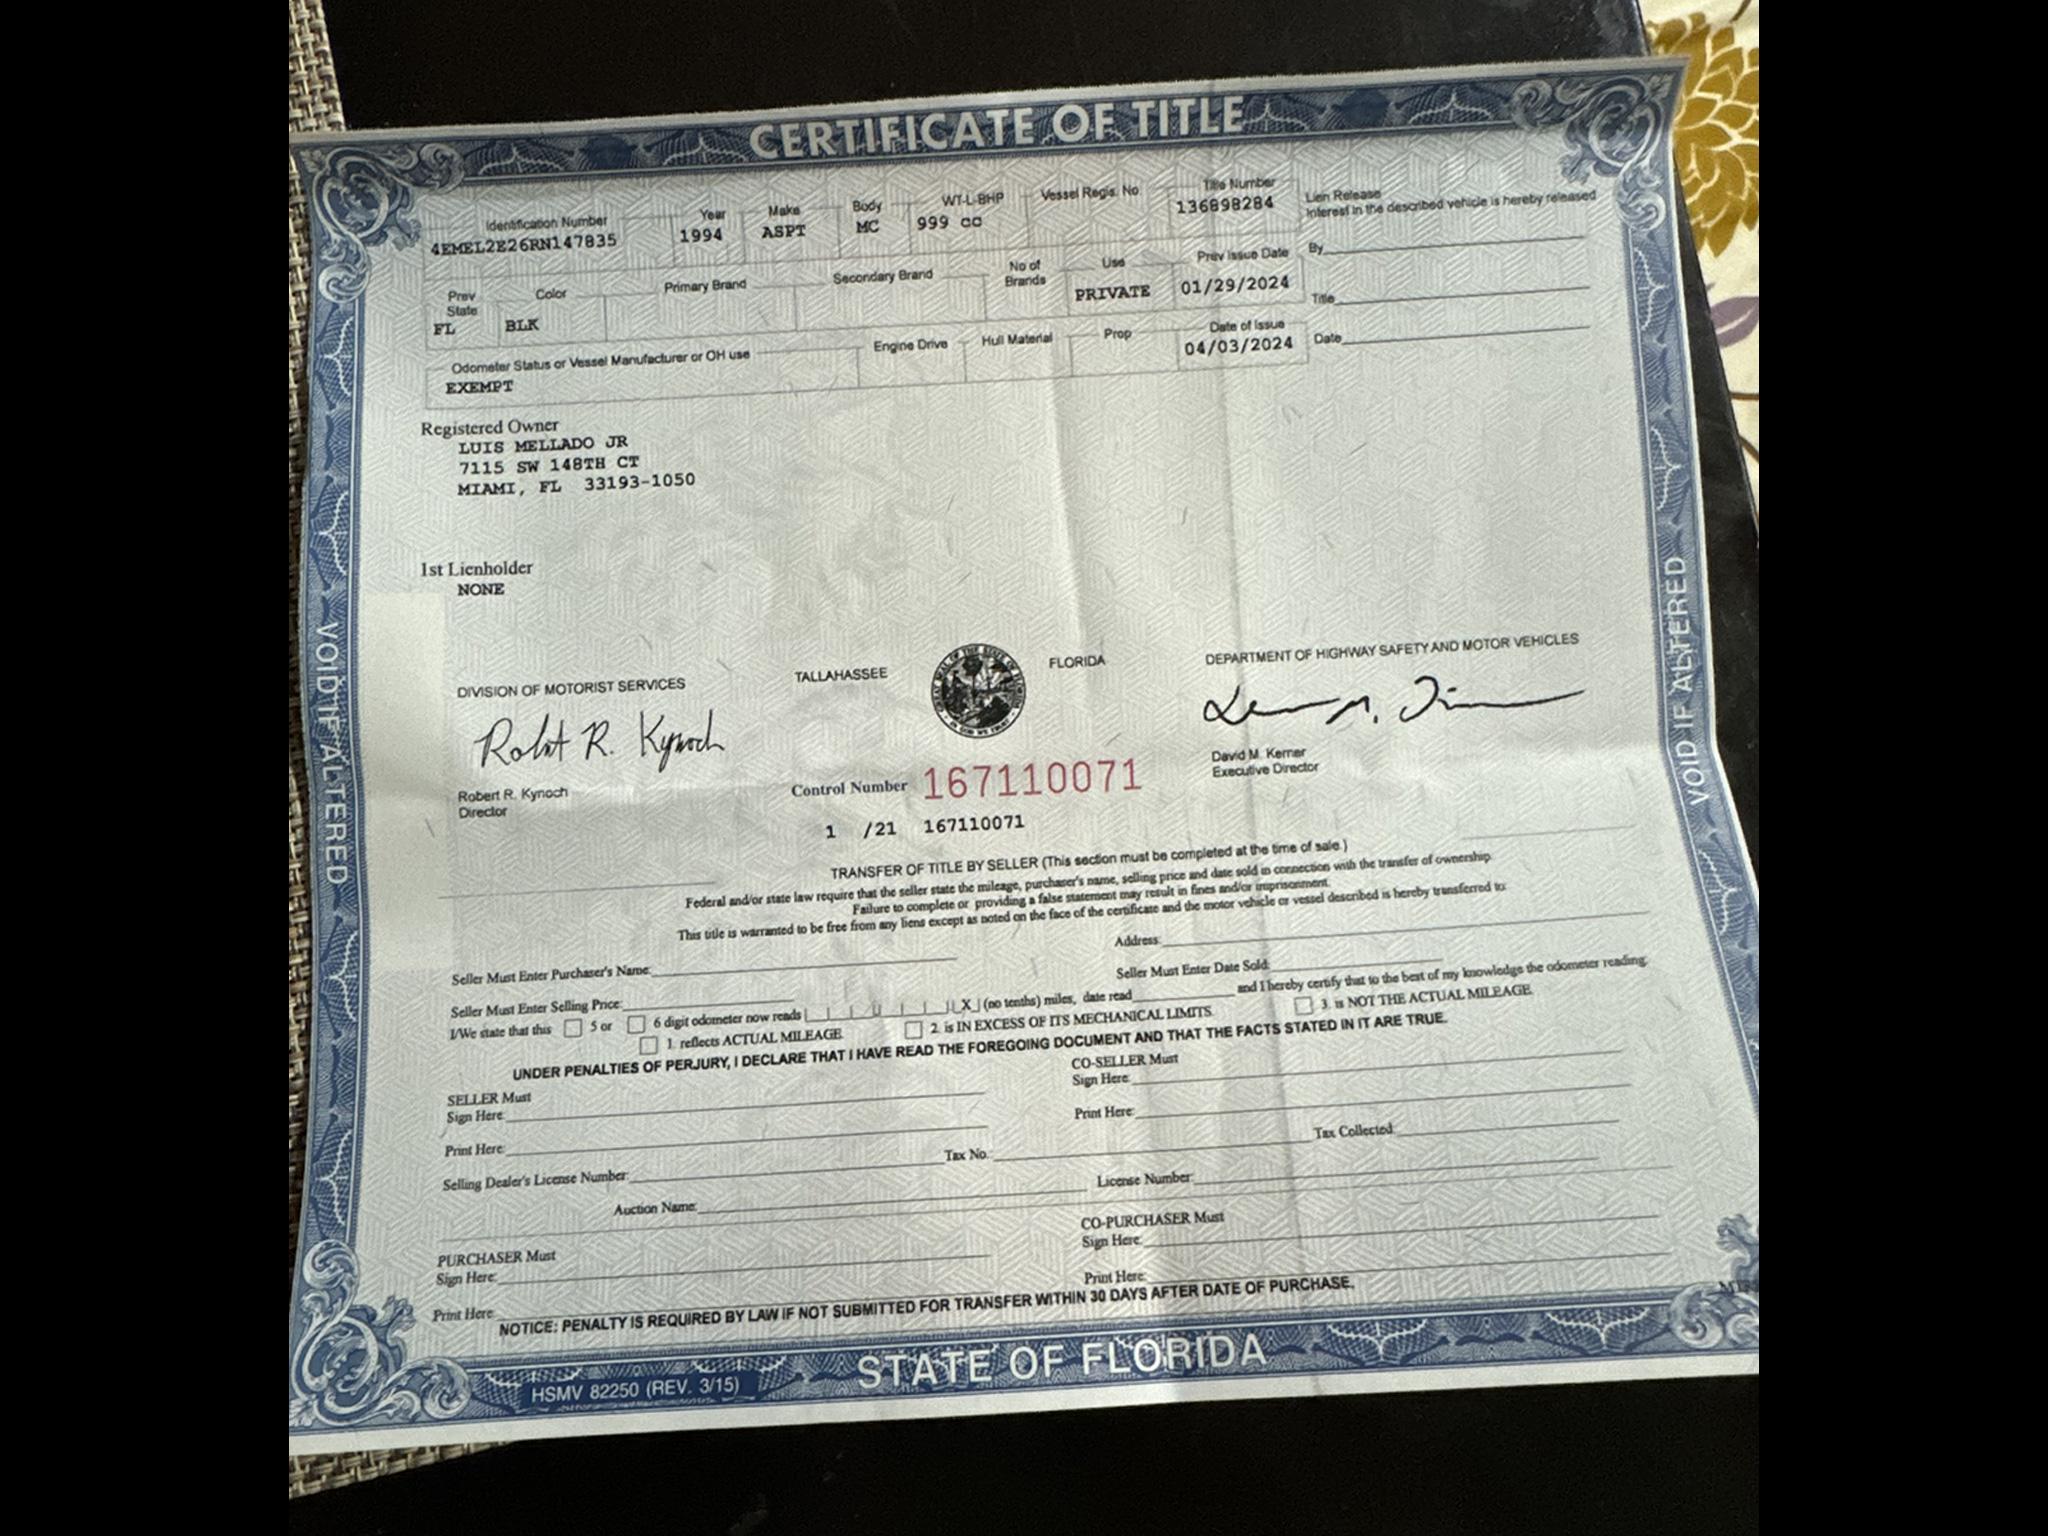 CERTIFICATE OF TITLE
Identification Number Year Make Body WT-L-BHP Vessel Regis. No Title Number
4EMEL2E26RN147835 1994 ASPT MC 999 cc 136898284
Lien Release
Interest in the described vehicle is hereby released
By
Prev State Color Primary Brand Secondary Brand No of Brands Use Prev Issue Date
FL BLK PRIVATE 01/29/2024
Title
Odometer Status or Vessel Manufacturer or OH use Engine Drive Hull Material Prop Date of Issue
EXEMPT 04/03/2024
Date
Registered Owner
LUIS MELLADO JR
7115 SW 148TH CT
MIAMI, FL 33193-1050
1st Lienholder
NONE
DIVISION OF MOTORIST SERVICES TALLAHASSEE FLORIDA DEPARTMENT OF HIGHWAY SAFETY AND MOTOR VEHICLES
Robert R. Kynoch
Robert R. Kynoch
Director
David M. Kerner
Executive Director
Control Number 167110071
1 /21 167110071
TRANSFER OF TITLE BY SELLER (This section must be completed at the time of sale.)
Federal and/or state law require that the seller state the mileage, purchaser's name, selling price and date sold in connection with the transfer of ownership.
Failure to complete or providing a false statement may result in fines and/or imprisonment.
This title is warranted to be free from any liens except as noted on the face of the certificate and the motor vehicle or vessel described is hereby transferred to:
Seller Must Enter Purchaser's Name: Address:
Seller Must Enter Selling Price: Seller Must Enter Date Sold:
I/We state that this 5 or 6 digit odometer now reads X (no tenths) miles, date read and I hereby certify that to the best of my knowledge the odometer reading:
1. reflects ACTUAL MILEAGE. 2. is IN EXCESS OF ITS MECHANICAL LIMITS. 3. is NOT THE ACTUAL MILEAGE.
UNDER PENALTIES OF PERJURY, I DECLARE THAT I HAVE READ THE FOREGOING DOCUMENT AND THAT THE FACTS STATED IN IT ARE TRUE.
SELLER Must
Sign Here:
CO-SELLER Must
Sign Here:
Print Here: Print Here:
Selling Dealer's License Number: Tax No. Tax Collected:
Auction Name: License Number:
PURCHASER Must
Sign Here:
CO-PURCHASER Must
Sign Here:
Print Here: Print Here:
NOTICE: PENALTY IS REQUIRED BY LAW IF NOT SUBMITTED FOR TRANSFER WITHIN 30 DAYS AFTER DATE OF PURCHASE.
STATE OF FLORIDA
HSMV 82250 (REV. 3/15)
VOID IF ALTERED
VOID IF ALTERED